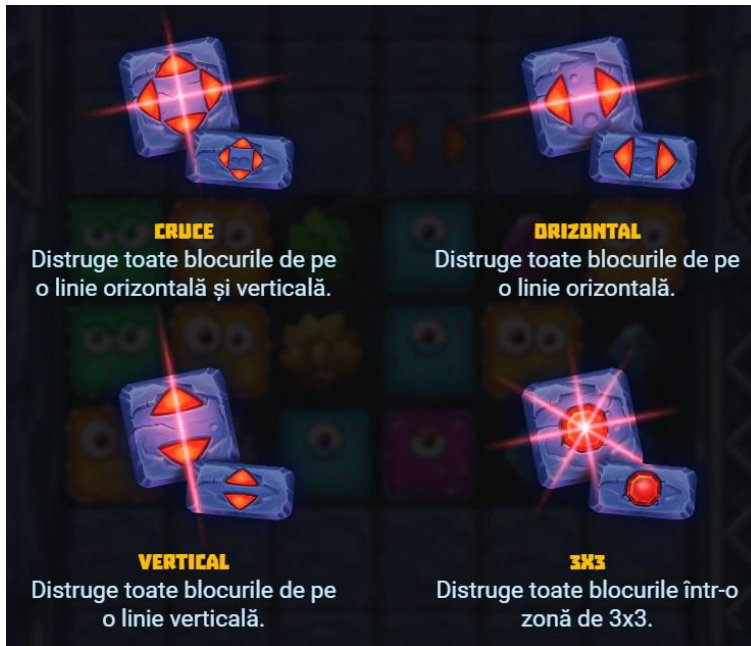 CRUCE
Distruge toate blocurile de pe
o linie orizontală și verticală.
ORIZONTAL
Distruge toate blocurile de pe
o linie orizontală.
VERTICAL
Distruge toate blocurile de pe
o linie verticală.
3X3
Distruge toate blocurile într-o
zonă de 3x3.